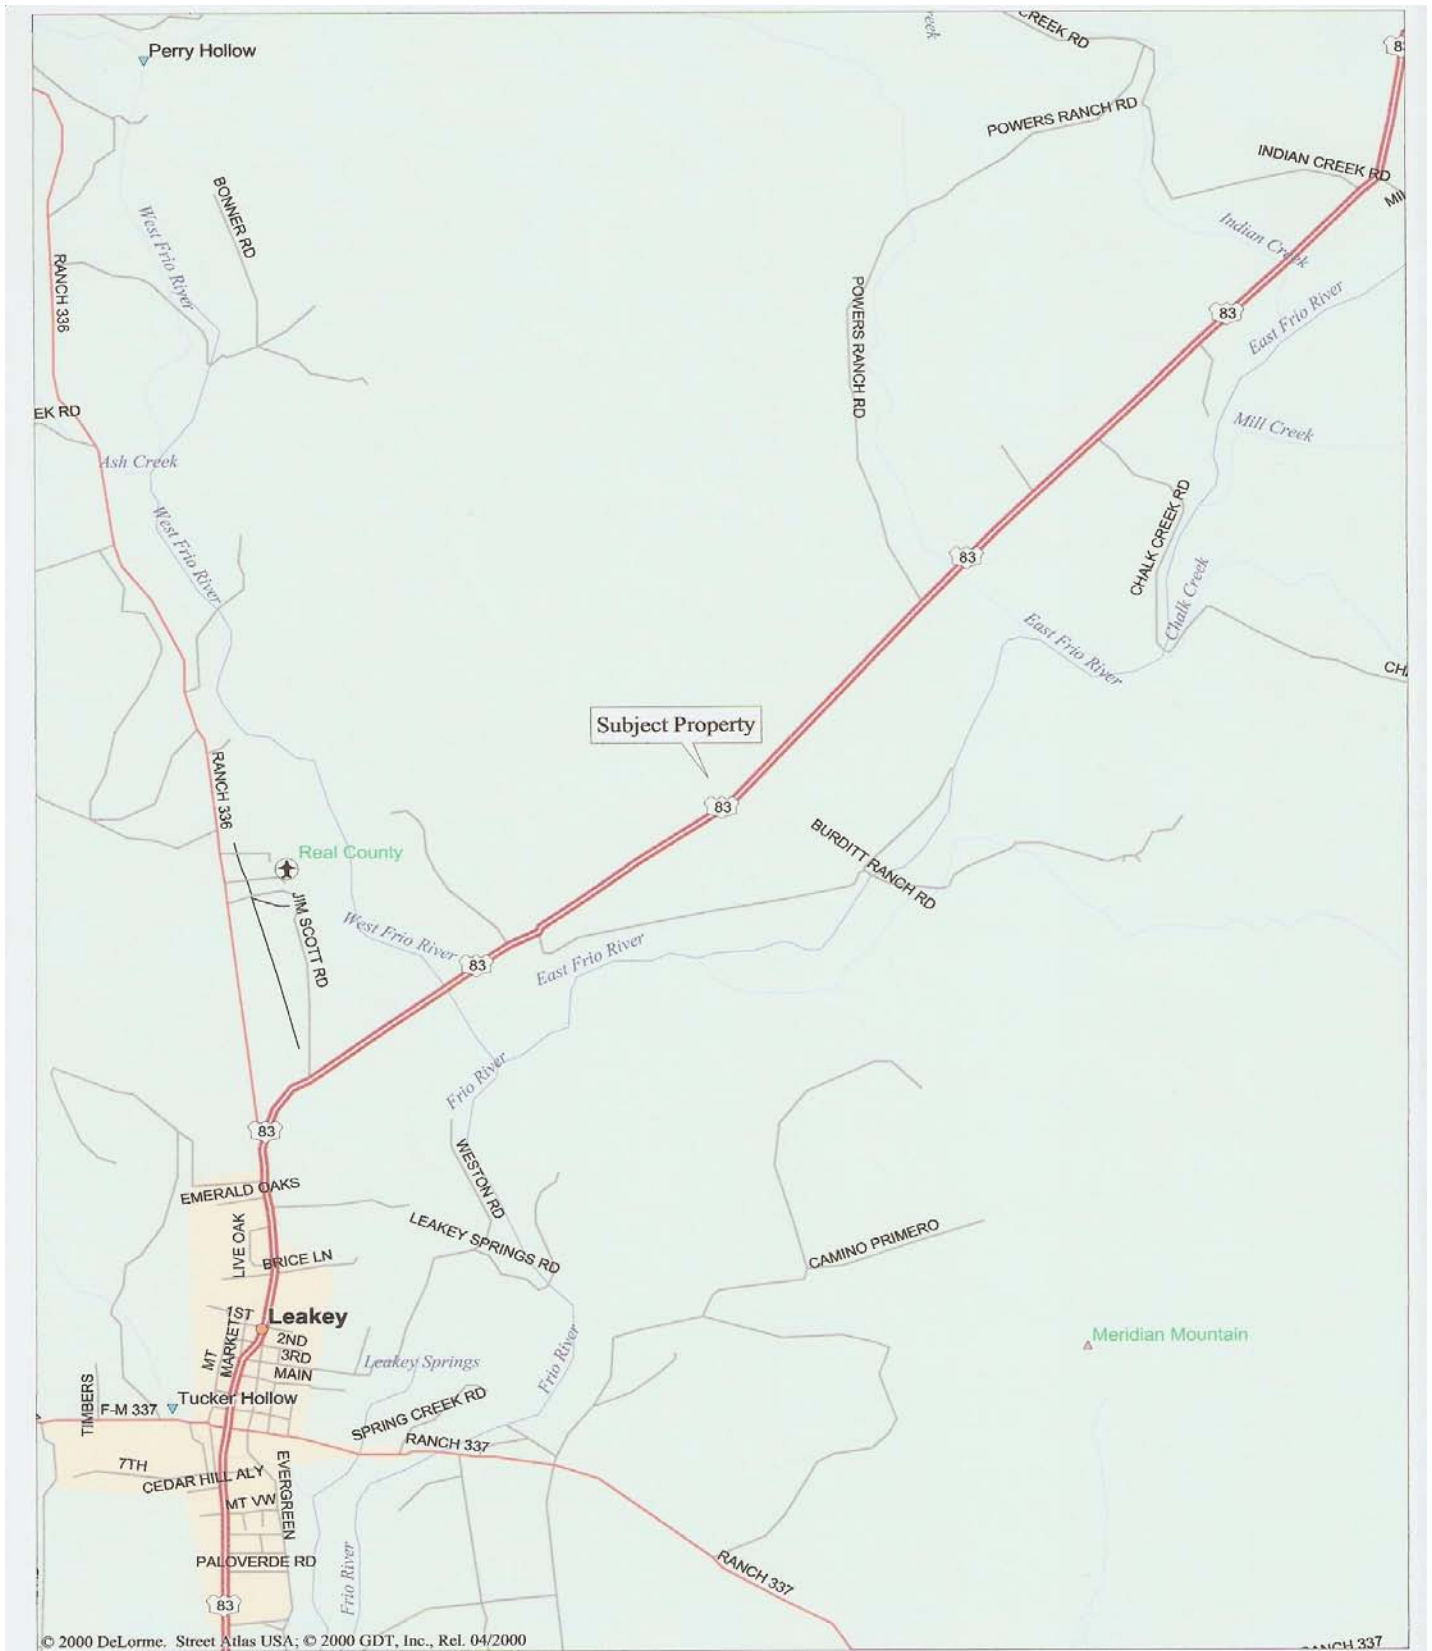 Perry Hollow
reek
CREEK RD
83
POWERS RANCH RD
INDIAN CREEK RD
MIL
BONNER RD
West Frio River
Indian Creek
RANCH 336
POWERS RANCH RD
83
East Frio River
EK RD
Mill Creek
Ash Creek
CHALK CREEK RD
West Frio River
83
Chalk Creek
East Frio River
CHA
Subject Property
RANCH 336
83
BURDITT RANCH RD
Real County
JIM SCOTT RD
West Frio River
83
East Frio River
Frio River
83
WESTON RD
EMERALD OAKS
LIVE OAK
LEAKEY SPRINGS RD
CAMINO PRIMERO
BRICE LN
1ST
Leakey
MT
MARKET
2ND
3RD
MAIN
Leakey Springs
Frio River
Meridian Mountain
TIMBERS
F-M 337
Tucker Hollow
SPRING CREEK RD
RANCH 337
7TH
CEDAR HILL ALY
EVERGREEN
MT VW
PALOVERDE RD
Frio River
RANCH 337
83
© 2000 DeLorme. Street Atlas USA; © 2000 GDT, Inc., Rel. 04/2000
RANCH 337